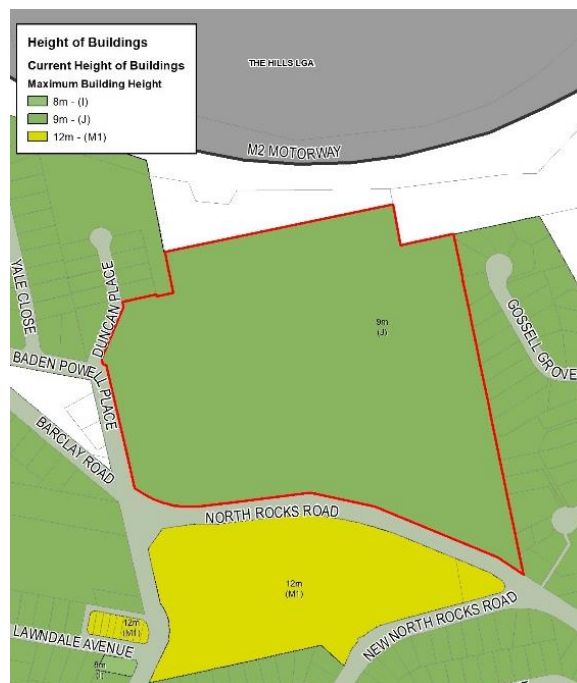 Height of Buildings
Current Height of Buildings
Maximum Building Height
8m - (I)
9m - (J)
12m - (M1)
THE HILLS LGA
M2 MOTORWAY
YALE CLOSE
DUNCAN PLACE
BADEN POWELL PLACE
BARCLAY ROAD
9m
(J)
GOSSELL GROVE
NORTH ROCKS ROAD
12m
(M1)
12m
(M1)
LAWNDALE AVENUE
8m
(I)
NEW NORTH ROCKS ROAD